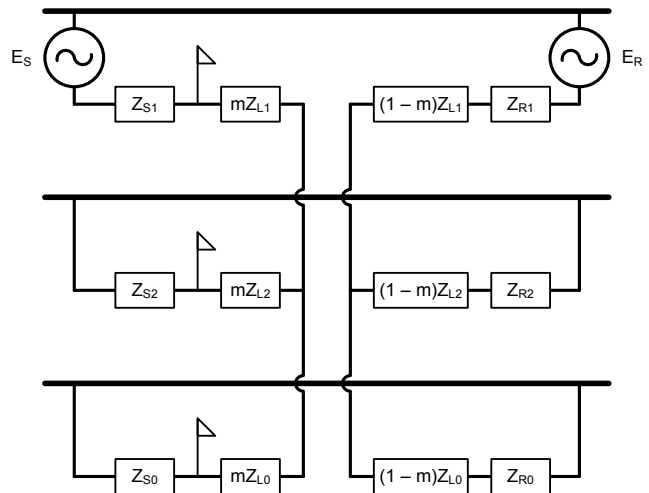 E_S E_R
Z_S1 mZ_L1 (1 – m)Z_L1 Z_R1
Z_S2 mZ_L2 (1 – m)Z_L2 Z_R2
Z_S0 mZ_L0 (1 – m)Z_L0 Z_R0